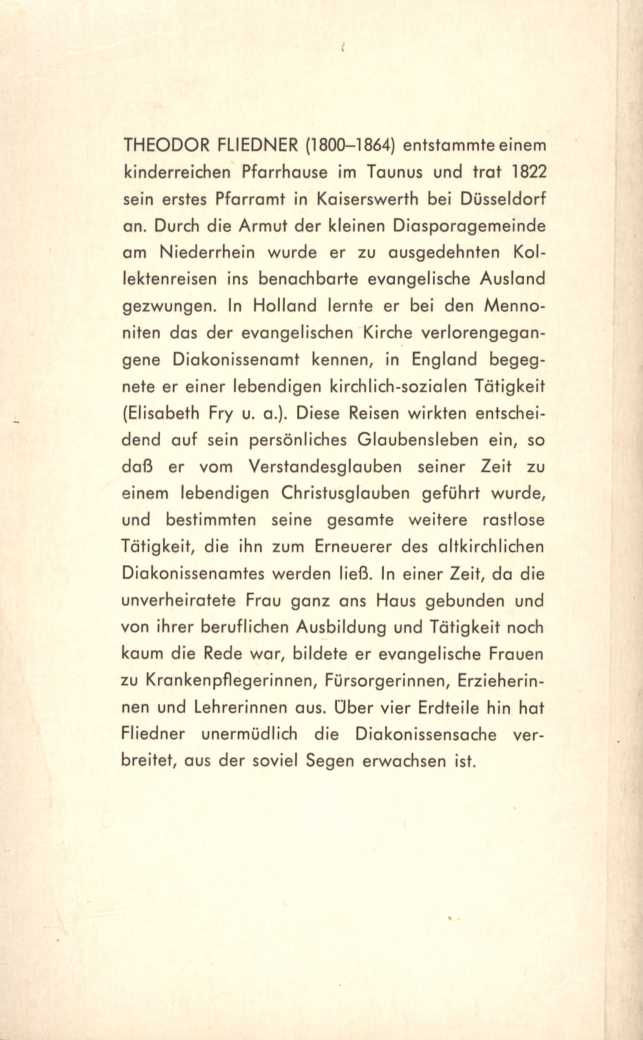 THEODOR FLIEDNER (1800–1864) entstammte einem
kinderreichen Pfarrhause im Taunus und trat 1822
sein erstes Pfarramt in Kaiserswerth bei Düsseldorf
an. Durch die Armut der kleinen Diasporagemeinde
am Niederrhein wurde er zu ausgedehnten Kol-
lektenreisen ins benachbarte evangelische Ausland
gezwungen. In Holland lernte er bei den Menno-
niten das der evangelischen Kirche verlorengegan-
gene Diakonissenamt kennen, in England begeg-
nete er einer lebendigen kirchlich-sozialen Tätigkeit
(Elisabeth Fry u. a.). Diese Reisen wirkten entschei-
dend auf sein persönliches Glaubensleben ein, so
daß er vom Verstandesglauben seiner Zeit zu
einem lebendigen Christusglauben geführt wurde,
und bestimmten seine gesamte weitere rastlose
Tätigkeit, die ihn zum Erneuerer des altkirchlichen
Diakonissenamtes werden ließ. In einer Zeit, da die
unverheiratete Frau ganz ans Haus gebunden und
von ihrer beruflichen Ausbildung und Tätigkeit noch
kaum die Rede war, bildete er evangelische Frauen
zu Krankenpflegerinnen, Fürsorgerinnen, Erzieherin-
nen und Lehrerinnen aus. Über vier Erdteile hin hat
Fliedner unermüdlich die Diakonissensache ver-
breitet, aus der soviel Segen erwachsen ist.